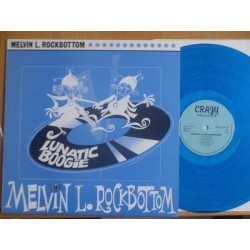 MELVIN L. ROCKBOTTOM
LUNATIC
BOOGIE
MELVIN L. ROCKBOTTOM
CRAZY